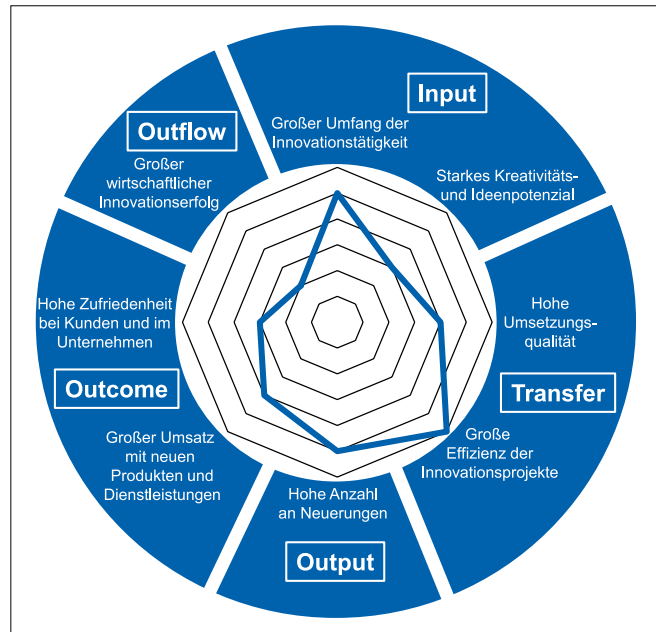 Input
Großer Umfang der
Innovationstätigkeit
Starkes Kreativitäts-
und Ideenpotenzial
Hohe
Umsetzungs-
qualität
Transfer
Große
Effizienz der
Innovationsprojekte
Hohe Anzahl
an Neuerungen
Output
Hohe Zufriedenheit
bei Kunden und im
Unternehmen
Outcome
Großer Umsatz
mit neuen
Produkten und
Dienstleistungen
Outflow
Großer
wirtschaftlicher
Innovationserfolg